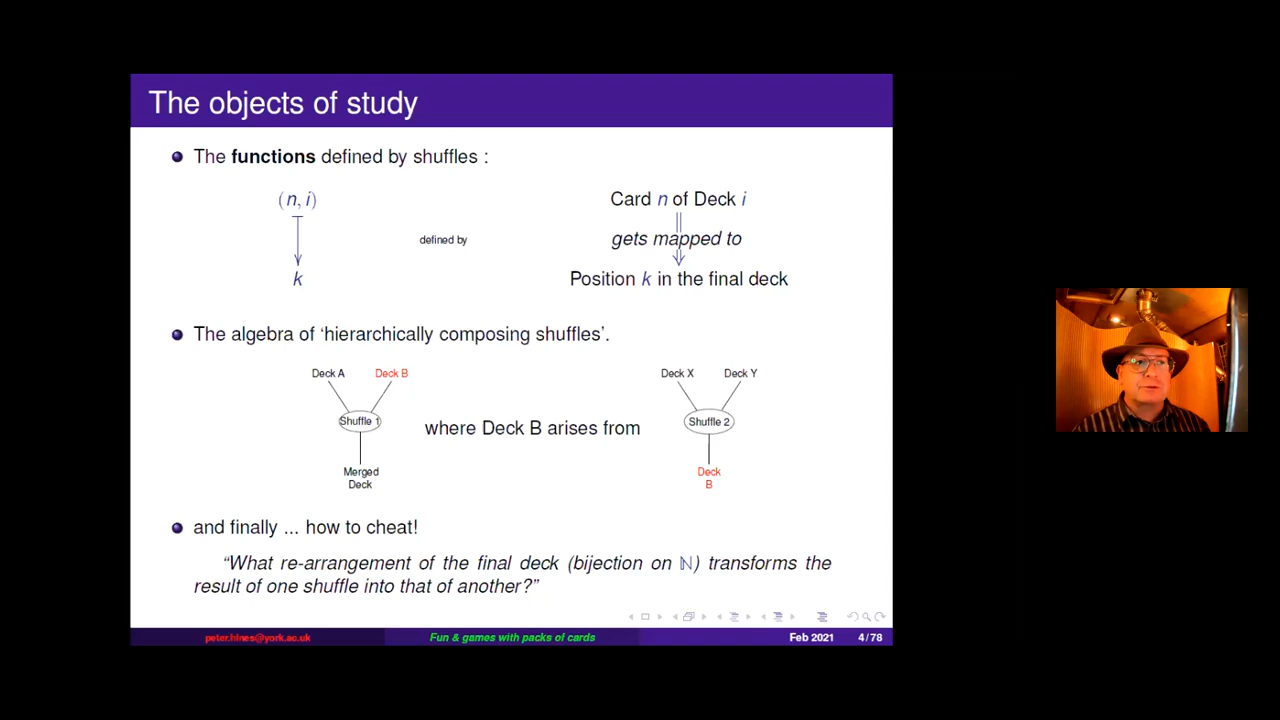 The objects of study
The functions defined by shuffles :
(n, i)
Card n of Deck i
defined by
gets mapped to
k
Position k in the final deck
The algebra of ‘hierarchically composing shuffles’.
Deck A
Deck B
Deck X
Deck Y
Shuffle 1
where Deck B arises from
Shuffle 2
Merged
Deck
Deck
B
and finally ... how to cheat!
“What re-arrangement of the final deck (bijection on ℕ) transforms the
result of one shuffle into that of another?”
peter.hines@york.ac.uk
Fun & games with packs of cards
Feb 2021
4 / 78